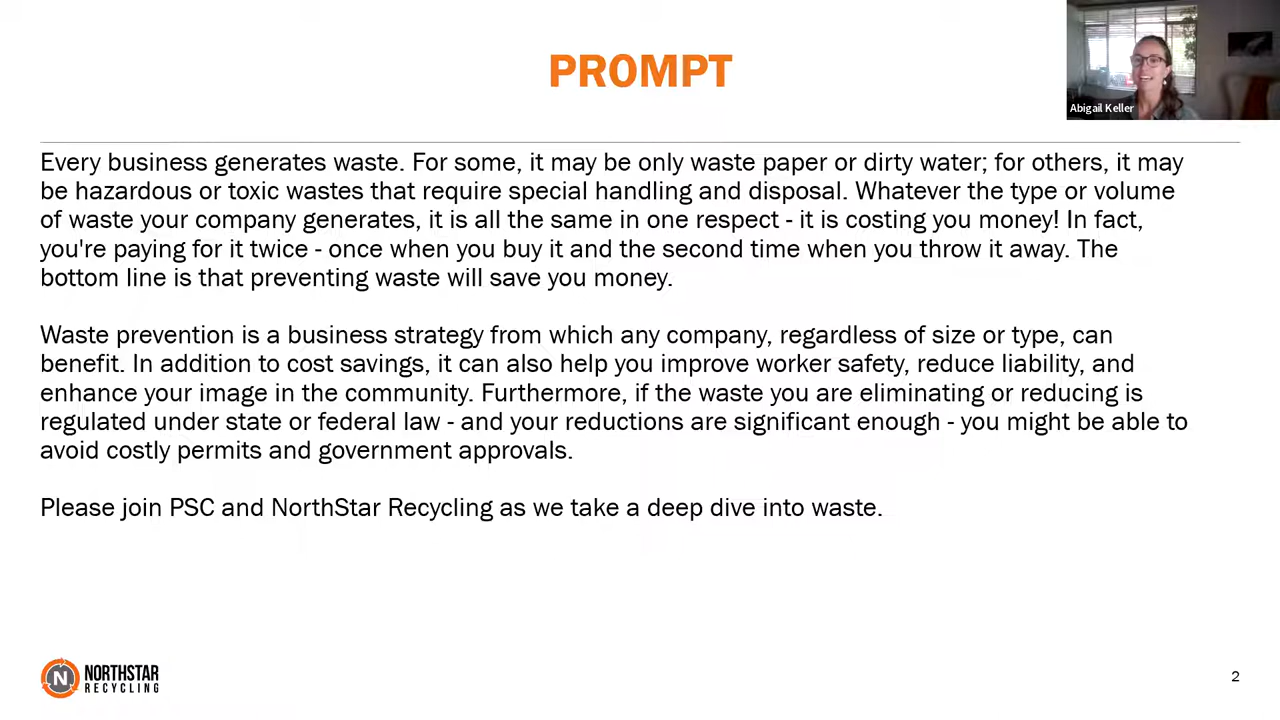 PROMPT
Abigail Keller
Every business generates waste. For some, it may be only waste paper or dirty water; for others, it may
be hazardous or toxic wastes that require special handling and disposal. Whatever the type or volume
of waste your company generates, it is all the same in one respect - it is costing you money! In fact,
you're paying for it twice - once when you buy it and the second time when you throw it away. The
bottom line is that preventing waste will save you money.
Waste prevention is a business strategy from which any company, regardless of size or type, can
benefit. In addition to cost savings, it can also help you improve worker safety, reduce liability, and
enhance your image in the community. Furthermore, if the waste you are eliminating or reducing is
regulated under state or federal law - and your reductions are significant enough - you might be able to
avoid costly permits and government approvals.
Please join PSC and NorthStar Recycling as we take a deep dive into waste.
N
NORTHSTAR
RECYCLING
2